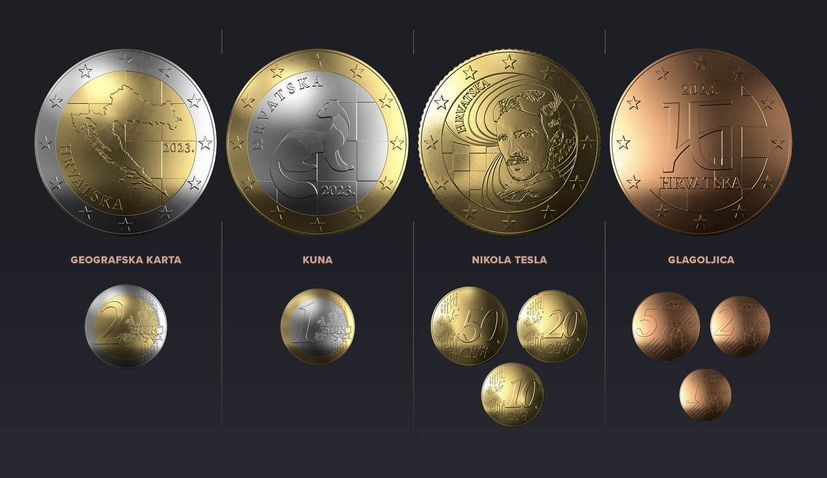 HRVATSKA
2023.
HRVATSKA
2023.
HRVATSKA
2023.
HRVATSKA
GEOGRAFSKA KARTA
KUNA
NIKOLA TESLA
GLAGOLJICA
2 EURO
1 EURO
50 CENT
20 CENT
10 CENT
5
2
1